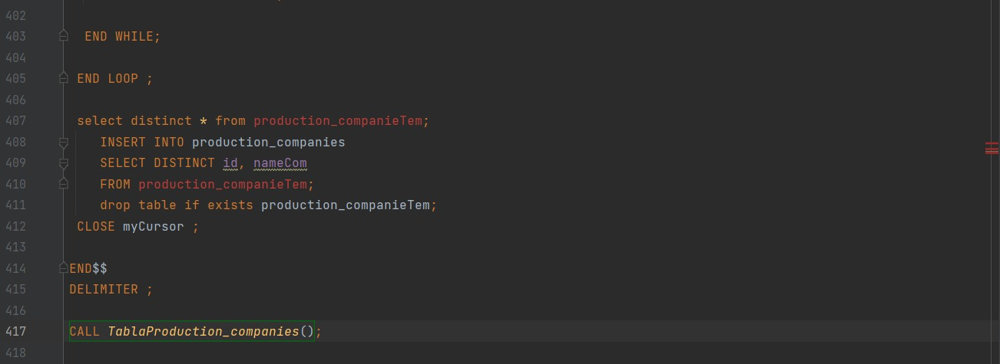 402
403 END WHILE;
404
405 END LOOP ;
406
407 select distinct * from production_companieTem;
408 INSERT INTO production_companies
409 SELECT DISTINCT id, nameCom
410 FROM production_companieTem;
411 drop table if exists production_companieTem;
412 CLOSE myCursor ;
413
414 END$$
415 DELIMITER ;
416
417 CALL TablaProduction_companies();
418